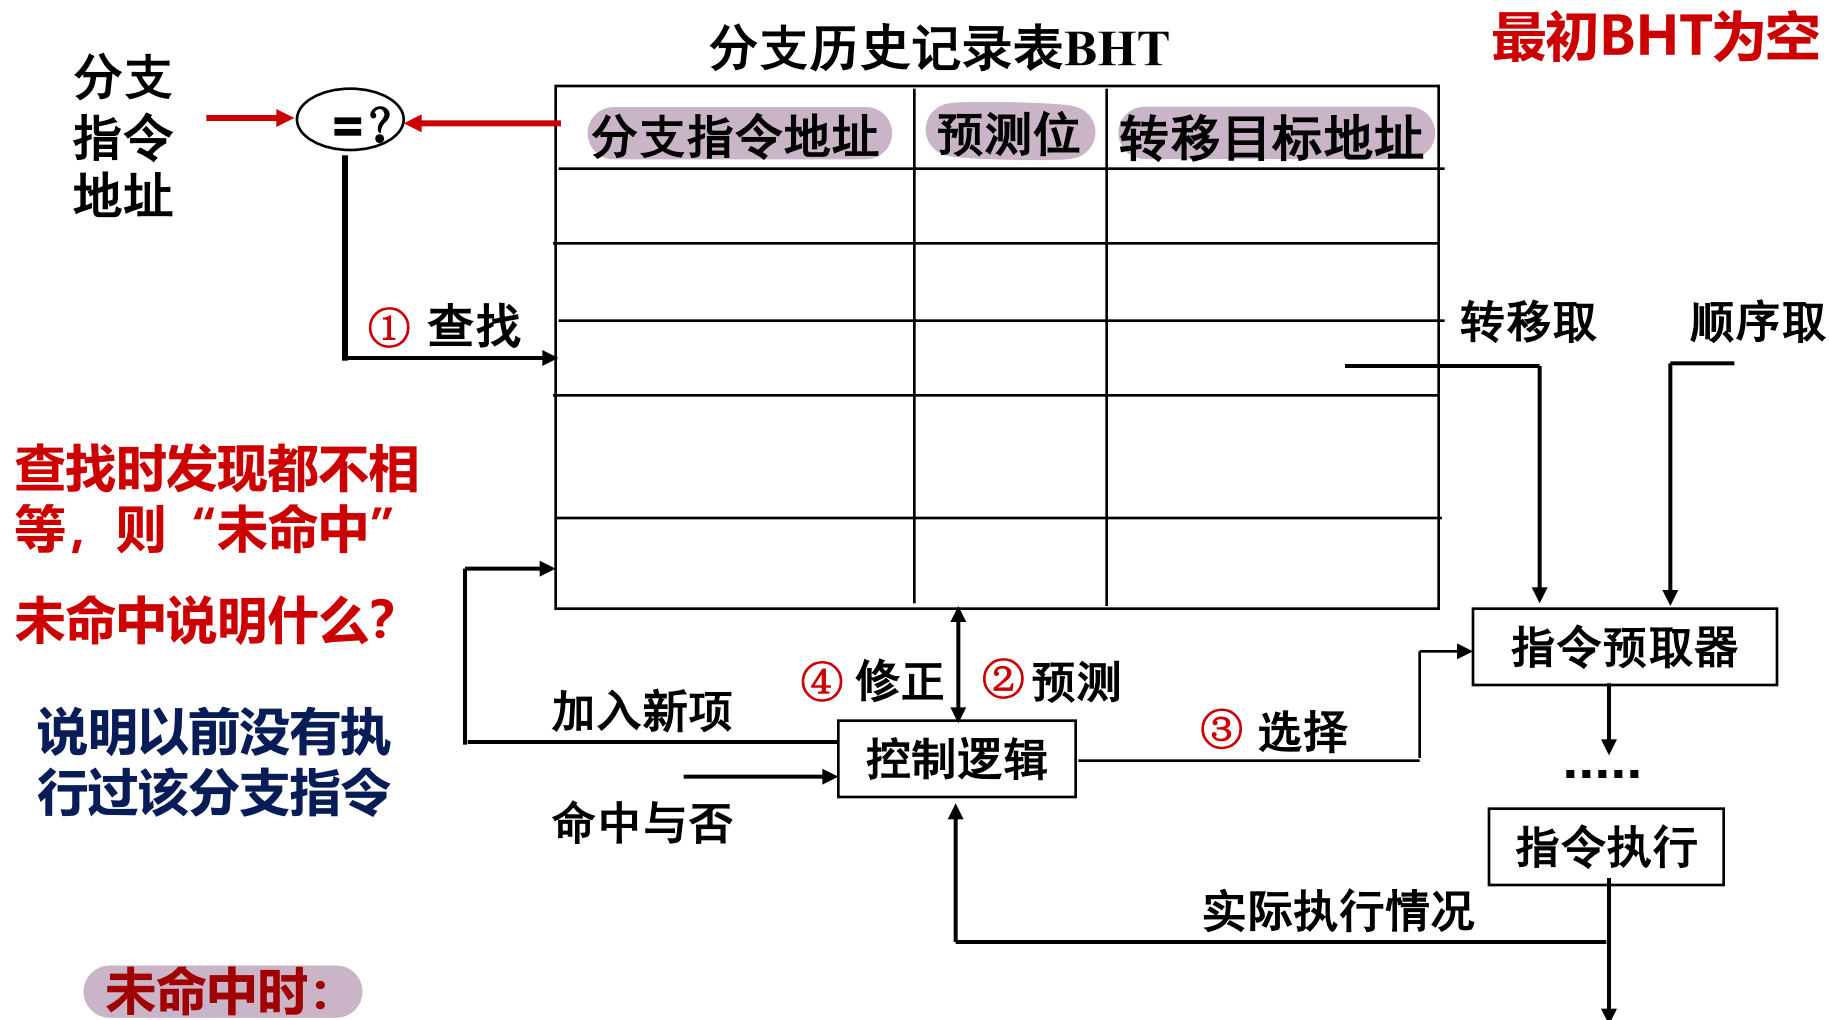 分支历史记录表BHT
最初BHT为空
分支
指令
地址
=?
分支指令地址 预测位 转移目标地址
① 查找
转移取
顺序取
查找时发现都不相
等，则“未命中”
未命中说明什么？
说明以前没有执
行过该分支指令
加入新项
④ 修正
② 预测
指令预取器
③ 选择
控制逻辑
命中与否
.....
指令执行
实际执行情况
未命中时：